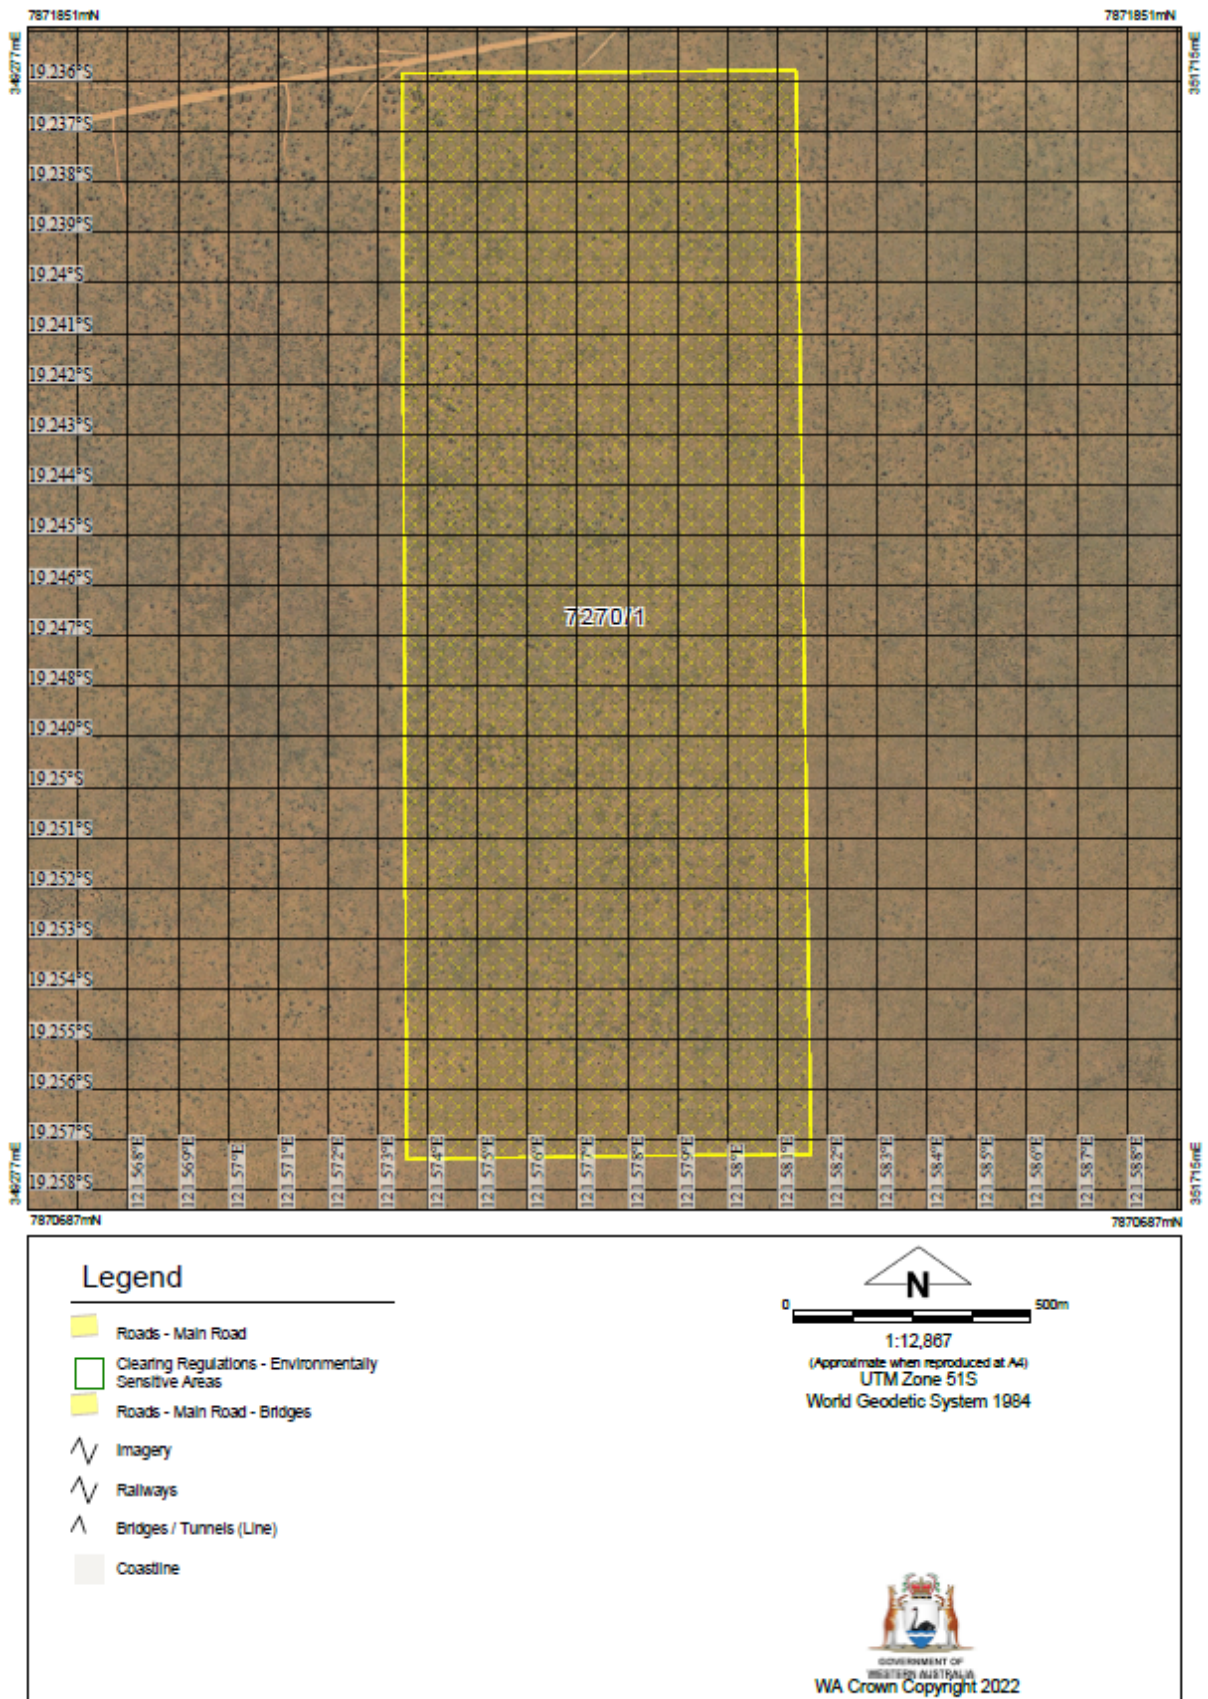 7871851mN 7871851mN
349277mE
351715mE
19.236°S
19.237°S
19.238°S
19.239°S
19.24°S
19.241°S
19.242°S
19.243°S
19.244°S
19.245°S
19.246°S
7270/1
19.247°S
19.248°S
19.249°S
19.25°S
19.251°S
19.252°S
19.253°S
19.254°S
19.255°S
19.256°S
19.257°S
19.258°S
121.568°E
121.569°E
121.57°E
121.571°E
121.572°E
121.573°E
121.574°E
121.575°E
121.576°E
121.577°E
121.578°E
121.579°E
121.58°E
121.581°E
121.582°E
121.583°E
121.584°E
121.585°E
121.586°E
121.587°E
121.588°E
349277mE
351715mE
7870687mN 7870687mN
Legend
Roads - Main Road
Clearing Regulations - Environmentally
Sensitive Areas
Roads - Main Road - Bridges
Imagery
Railways
Bridges / Tunnels (Line)
Coastline
N
0 500m
1:12,867
(Approximate when reproduced at A4)
UTM Zone 51S
World Geodetic System 1984
GOVERNMENT OF
WESTERN AUSTRALIA
WA Crown Copyright 2022